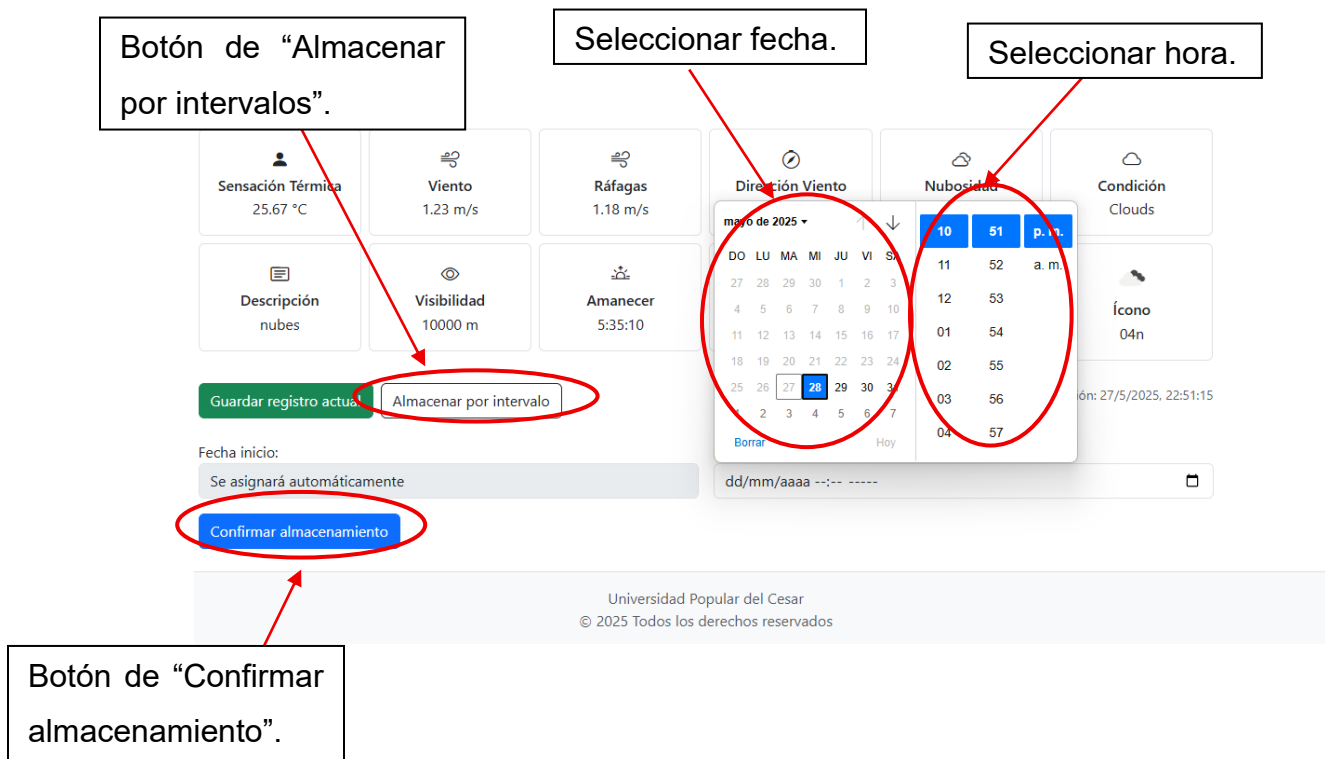 Botón de “Almacenar
por intervalos”.
Seleccionar fecha.
Seleccionar hora.
Sensación Térmica
25.67 °C
Viento
1.23 m/s
Ráfagas
1.18 m/s
Dirección Viento
Nubosidad
Condición
Clouds
Descripción
nubes
Visibilidad
10000 m
Amanecer
5:35:10
Ícono
04n
mayo de 2025
DO LU MA MI JU VI SA
27 28 29 30 1 2 3
4 5 6 7 8 9 10
11 12 13 14 15 16 17
18 19 20 21 22 23 24
25 26 27 28 29 30 31
1 2 3 4 5 6 7
Borrar Hoy
10 51 p. m.
11 52 a. m.
12 53
01 54
02 55
03 56
04 57
Guardar registro actual
Almacenar por intervalo
27/5/2025, 22:51:15
Fecha inicio:
Se asignará automáticamente
dd/mm/aaaa --:-- -----
Confirmar almacenamiento
Universidad Popular del Cesar
© 2025 Todos los derechos reservados
Botón de “Confirmar
almacenamiento”.